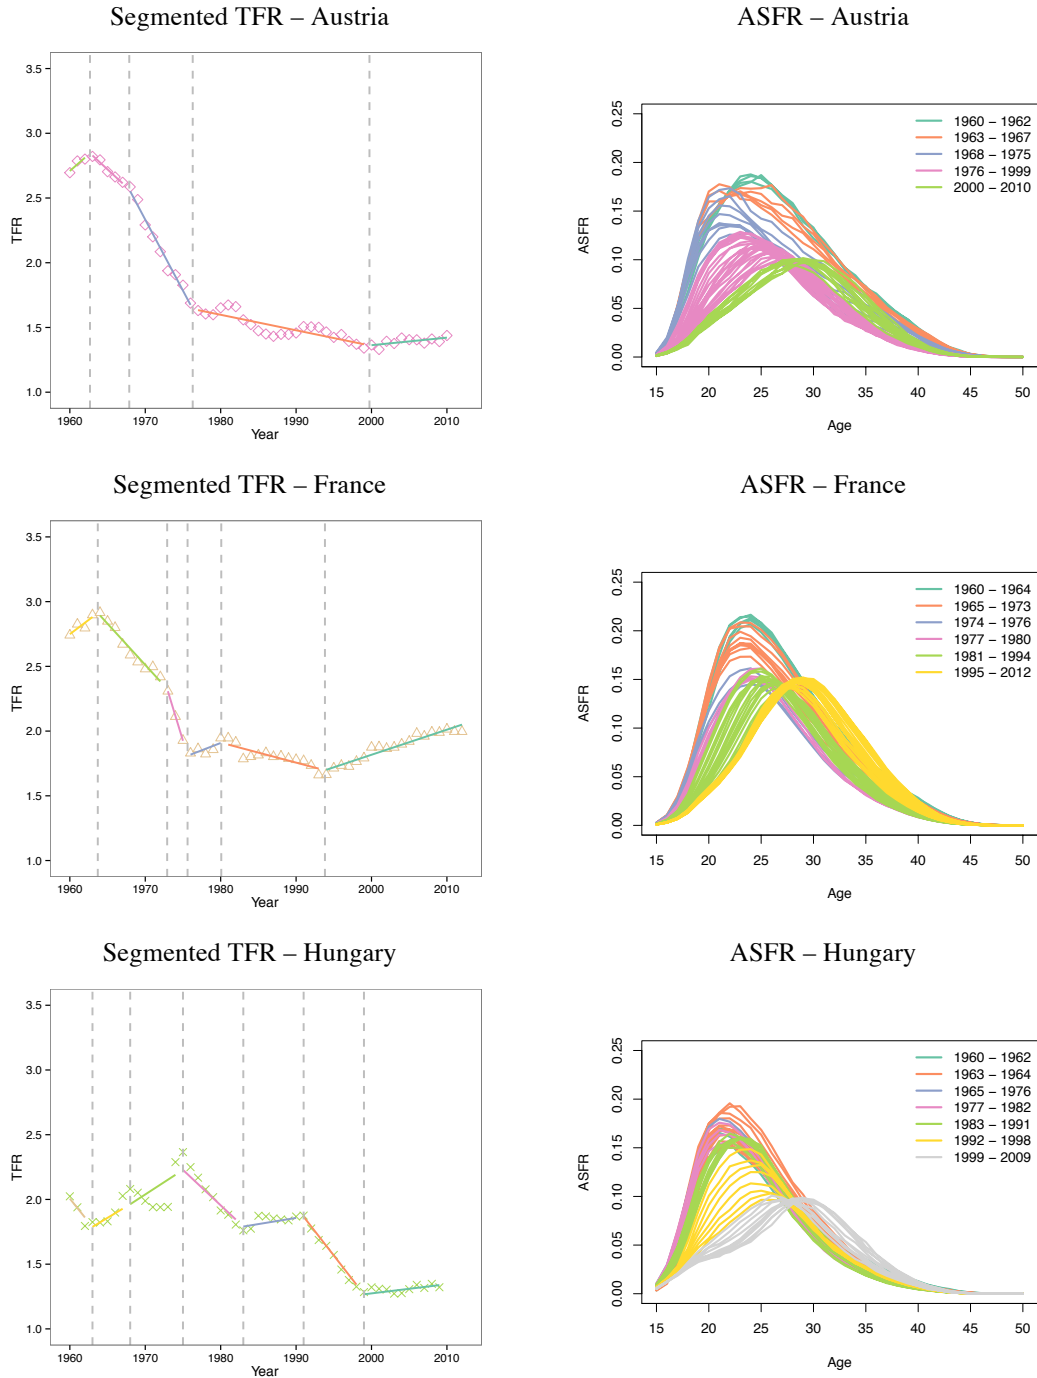 Segmented TFR – Austria
ASFR – Austria
3.5
3.0
2.5
2.0
1.5
1.0
TFR
1960 1970 1980 1990 2000 2010
Year
0.25
0.20
0.15
0.10
0.05
0.00
ASFR
1960 – 1962
1963 – 1967
1968 – 1975
1976 – 1999
2000 – 2010
15 20 25 30 35 40 45 50
Age
Segmented TFR – France
ASFR – France
3.5
3.0
2.5
2.0
1.5
1.0
TFR
1960 1970 1980 1990 2000 2010
Year
0.25
0.20
0.15
0.10
0.05
0.00
ASFR
1960 – 1964
1965 – 1973
1974 – 1976
1977 – 1980
1981 – 1994
1995 – 2012
15 20 25 30 35 40 45 50
Age
Segmented TFR – Hungary
ASFR – Hungary
3.5
3.0
2.5
2.0
1.5
1.0
TFR
1960 1970 1980 1990 2000 2010
Year
0.25
0.20
0.15
0.10
0.05
0.00
ASFR
1960 – 1962
1963 – 1964
1965 – 1976
1977 – 1982
1983 – 1991
1992 – 1998
1999 – 2009
15 20 25 30 35 40 45 50
Age